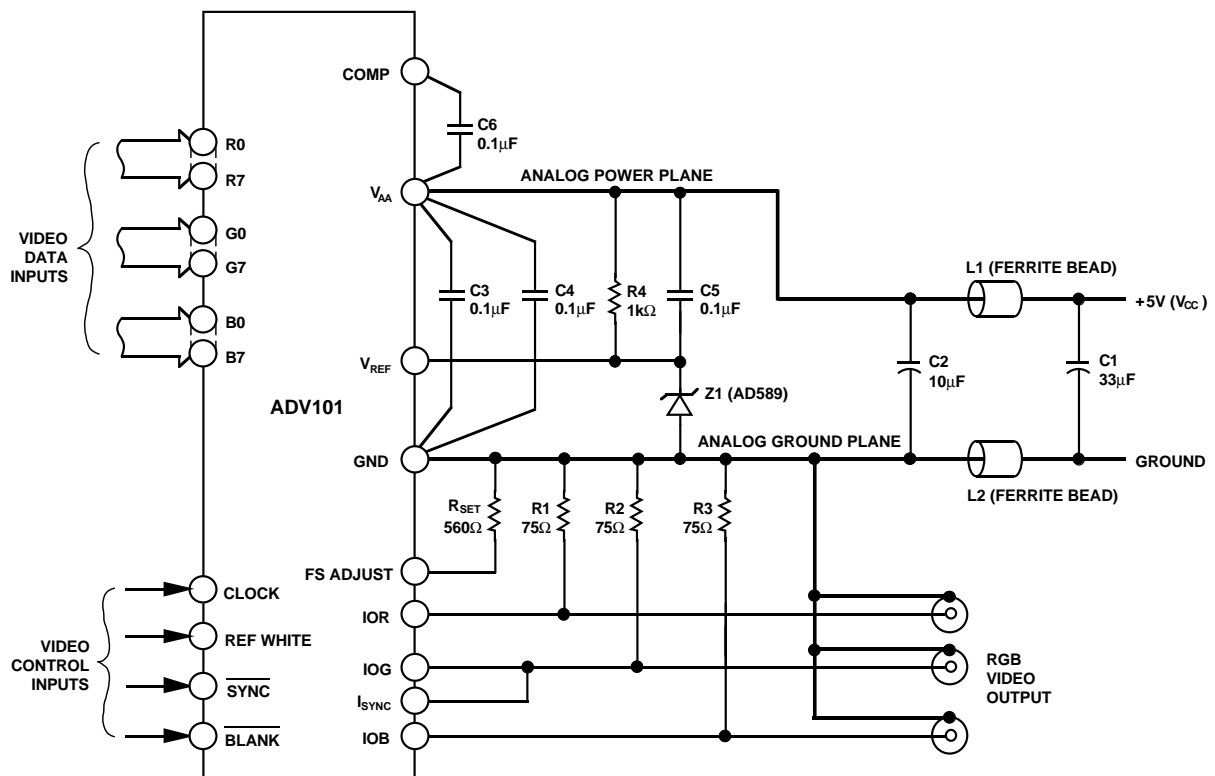 COMP
C6
0.1μF
R0
R7
G0
G7
B0
B7
VIDEO
DATA
INPUTS
VAA
ANALOG POWER PLANE
C3
0.1μF
C4
0.1μF
R4
1kΩ
C5
0.1μF
L1 (FERRITE BEAD)
+5V (VCC)
VREF
Z1 (AD589)
C2
10μF
C1
33μF
ADV101
GND
ANALOG GROUND PLANE
GROUND
L2 (FERRITE BEAD)
RSET
560Ω
R1
75Ω
R2
75Ω
R3
75Ω
FS ADJUST
CLOCK
REF WHITE
SYNC
BLANK
VIDEO
CONTROL
INPUTS
IOR
IOG
ISYNC
IOB
RGB
VIDEO
OUTPUT